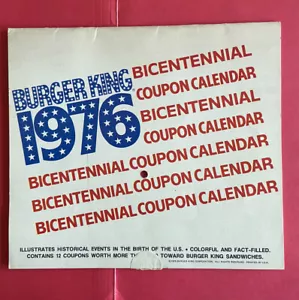 BURGER KING
1976
BICENTENNIAL
COUPON CALENDAR
BICENTENNIAL
COUPON CALENDAR
BICENTENNIAL COUPON CALENDAR
BICENTENNIAL COUPON CALENDAR
BICENTENNIAL COUPON CALENDAR
ILLUSTRATES HISTORICAL EVENTS IN THE BIRTH OF THE U.S. • COLORFUL AND FACT-FILLED.
CONTAINS 12 COUPONS WORTH MORE TOWARD BURGER KING SANDWICHES.